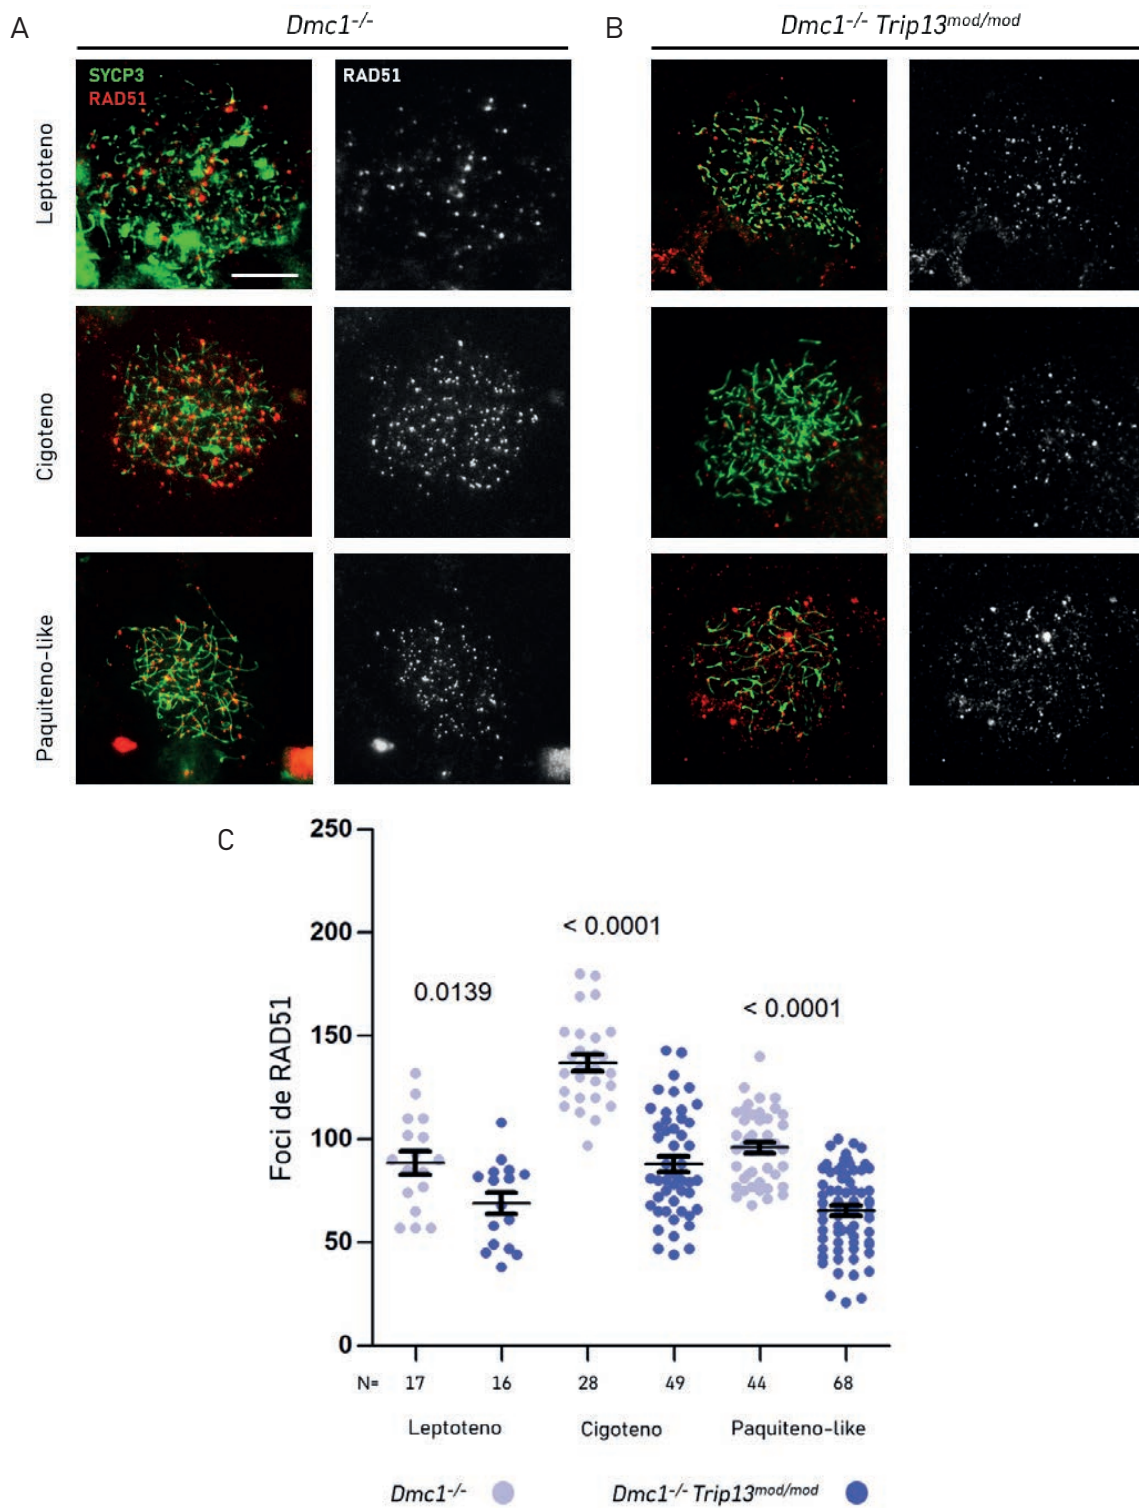 A
Dmc1-/-
B
Dmc1-/- Trip13mod/mod
SYCP3
RAD51
RAD51
Leptoteno
Cigoteno
Paquiteno-like
C
250
200
150
100
50
0
Foci de RAD51
0.0139
< 0.0001
< 0.0001
N= 17 16 28 49 44 68
Leptoteno Cigoteno Paquiteno-like
Dmc1-/- Dmc1-/- Trip13mod/mod